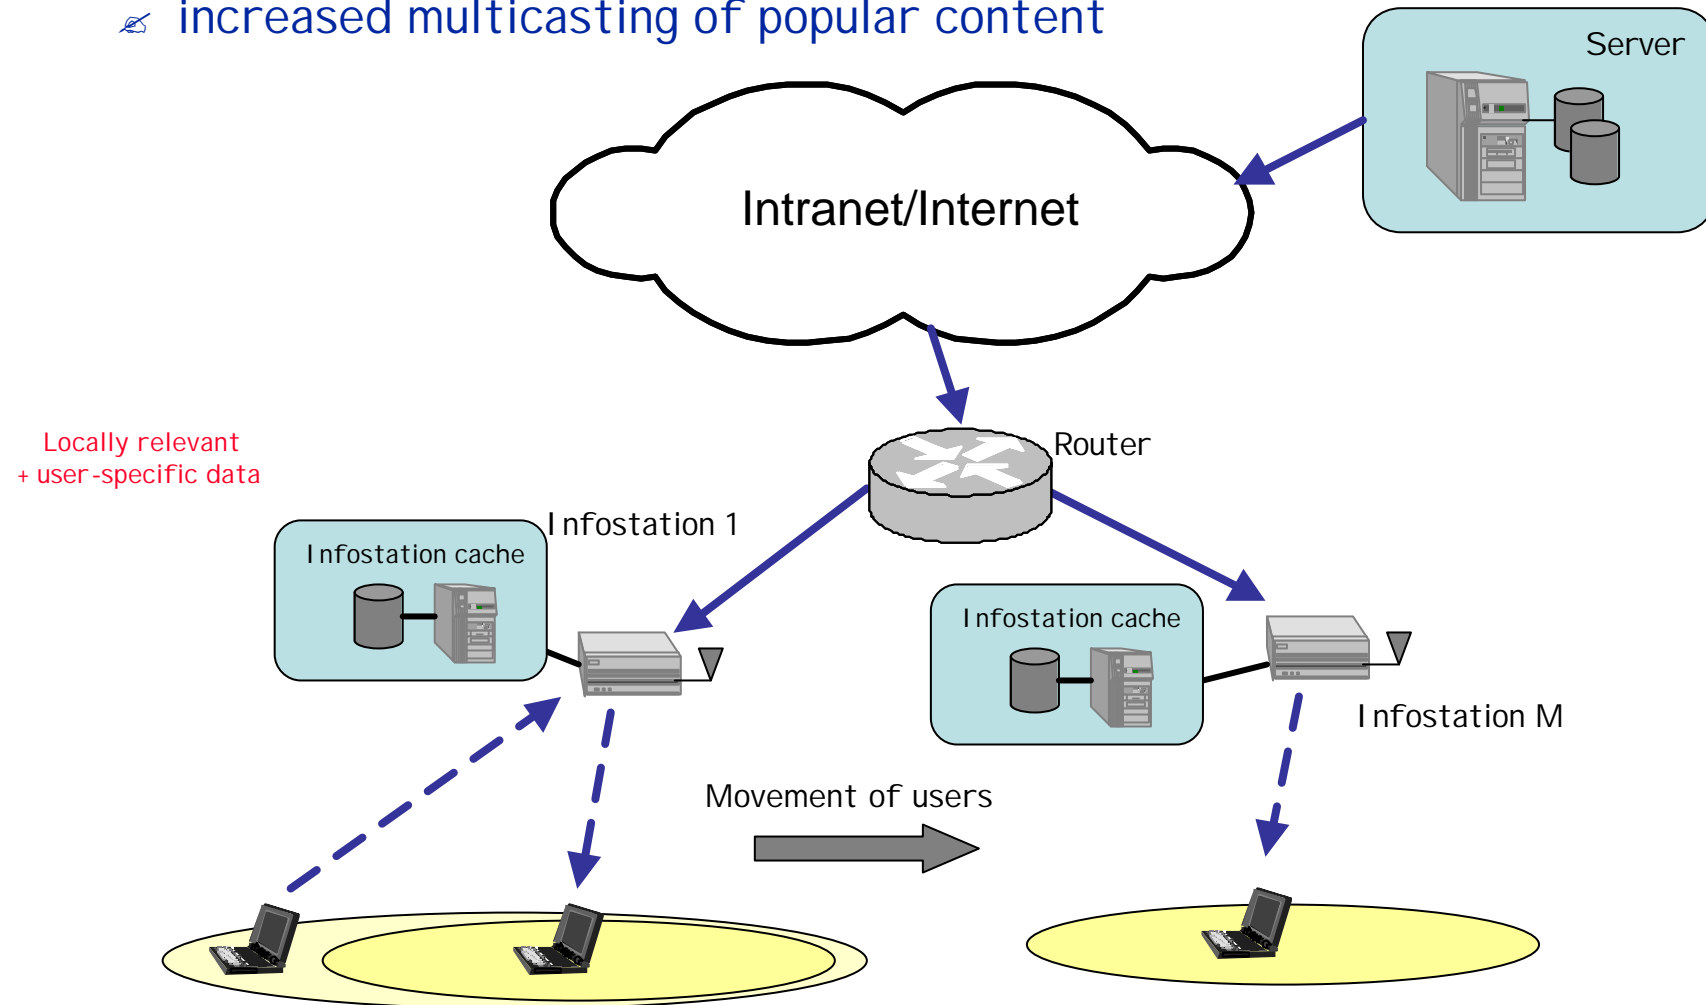 increased multicasting of popular content
Server
Intranet/Internet
Router
Locally relevant
+ user-specific data
Infostation 1
Infostation cache
Infostation cache
Infostation M
Movement of users